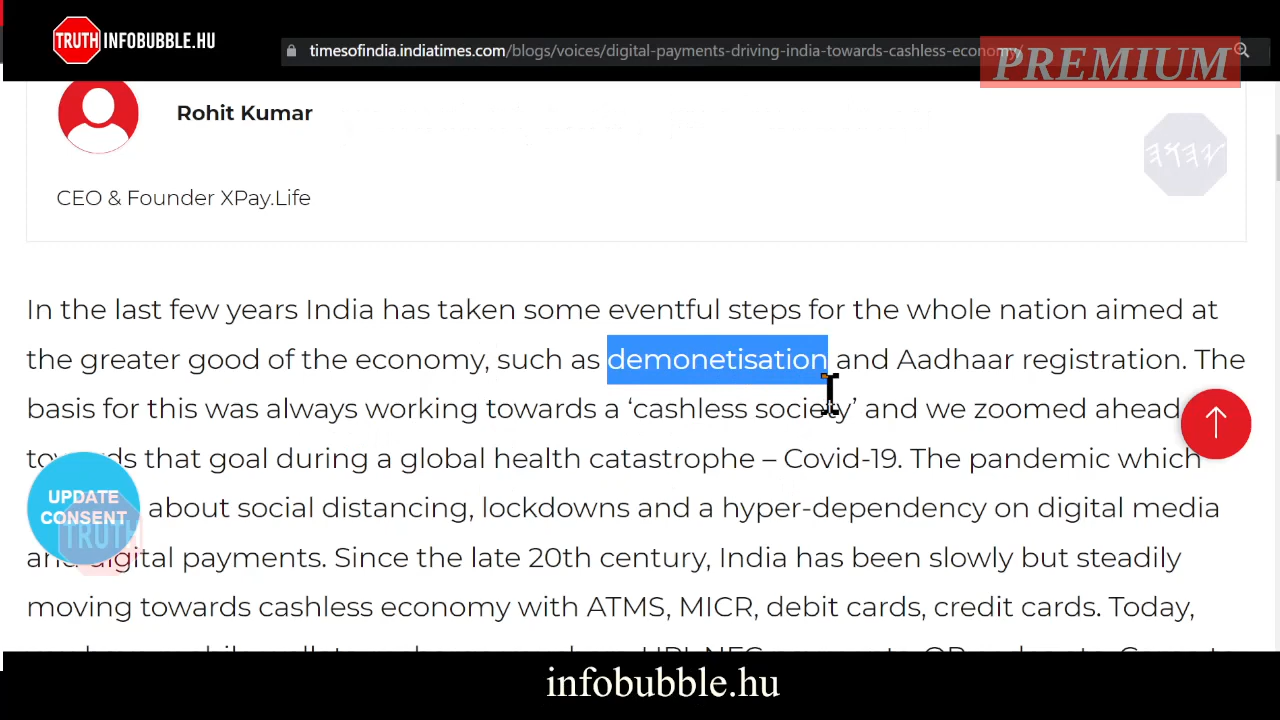 TRUTH INFOBUBBLE.HU
timesofindia.indiatimes.com/blogs/voices/digital-payments-driving-india-towards-cashless-economy/
PREMIUM
Rohit Kumar
CEO & Founder XPay.Life
In the last few years India has taken some eventful steps for the whole nation aimed at
the greater good of the economy, such as demonetisation and Aadhaar registration. The
basis for this was always working towards a ‘cashless society’ and we zoomed ahead
towards that goal during a global health catastrophe – Covid-19. The pandemic which
about social distancing, lockdowns and a hyper-dependency on digital media
and digital payments. Since the late 20th century, India has been slowly but steadily
moving towards cashless economy with ATMS, MICR, debit cards, credit cards. Today,
UPDATE
CONSENT
TRUTH
infobubble.hu